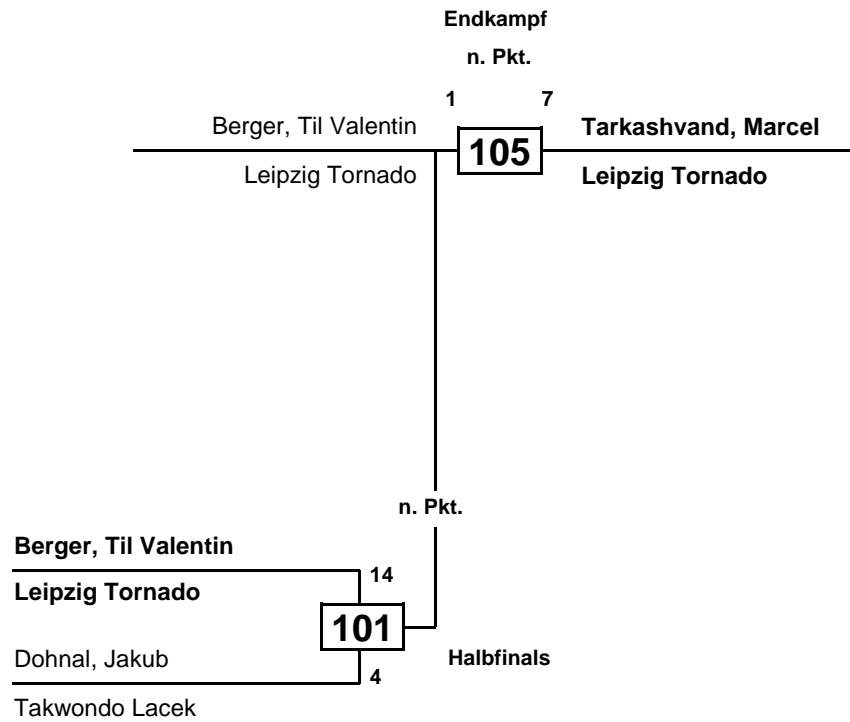 Endkampf
n. Pkt.
1 7
Berger, Til Valentin
105
Tarkashvand, Marcel
Leipzig Tornado
Leipzig Tornado
n. Pkt.
Berger, Til Valentin
14
Leipzig Tornado
101
Dohnal, Jakub
Halbfinals
4
Takwondo Lacek